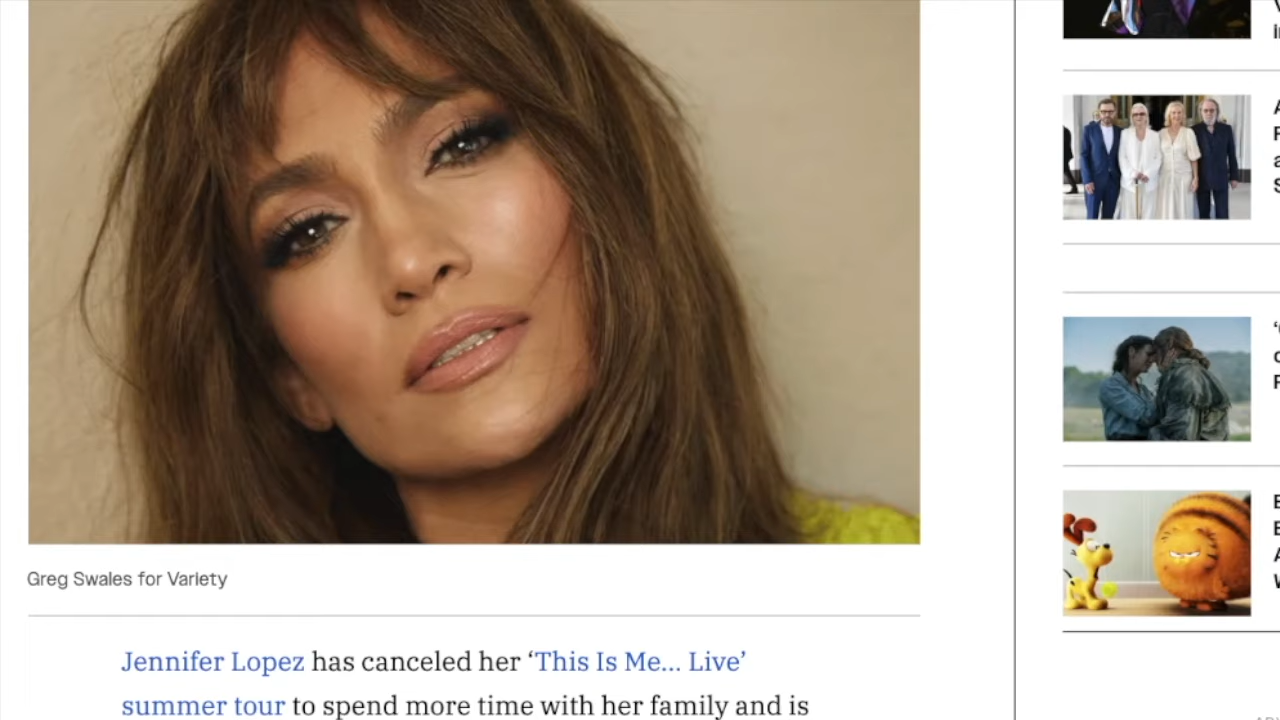 Greg Swales for Variety
Jennifer Lopez has canceled her ‘This Is Me... Live’
summer tour to spend more time with her family and is